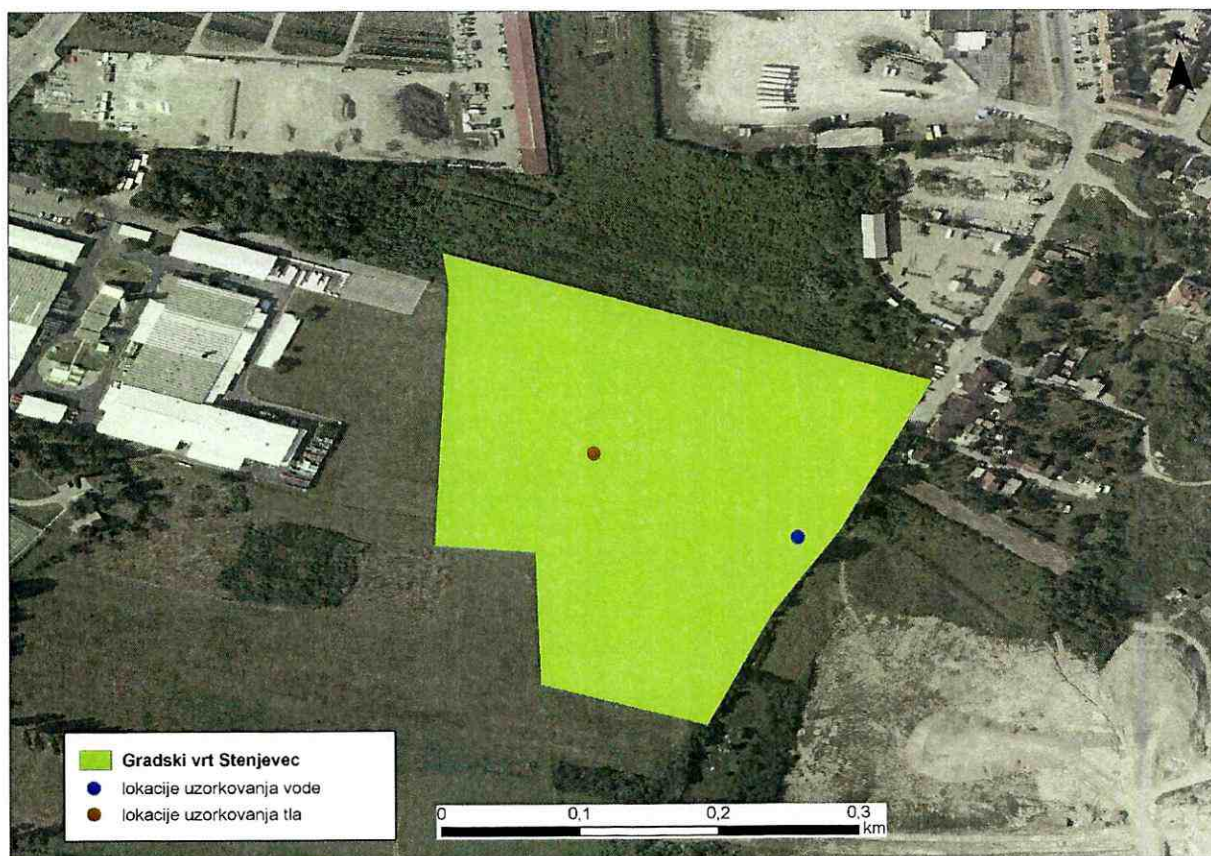 Gradski vrt Stenjevec
lokacije uzorkovanja vode
lokacije uzorkovanja tla
0 0,1 0,2 0,3
km